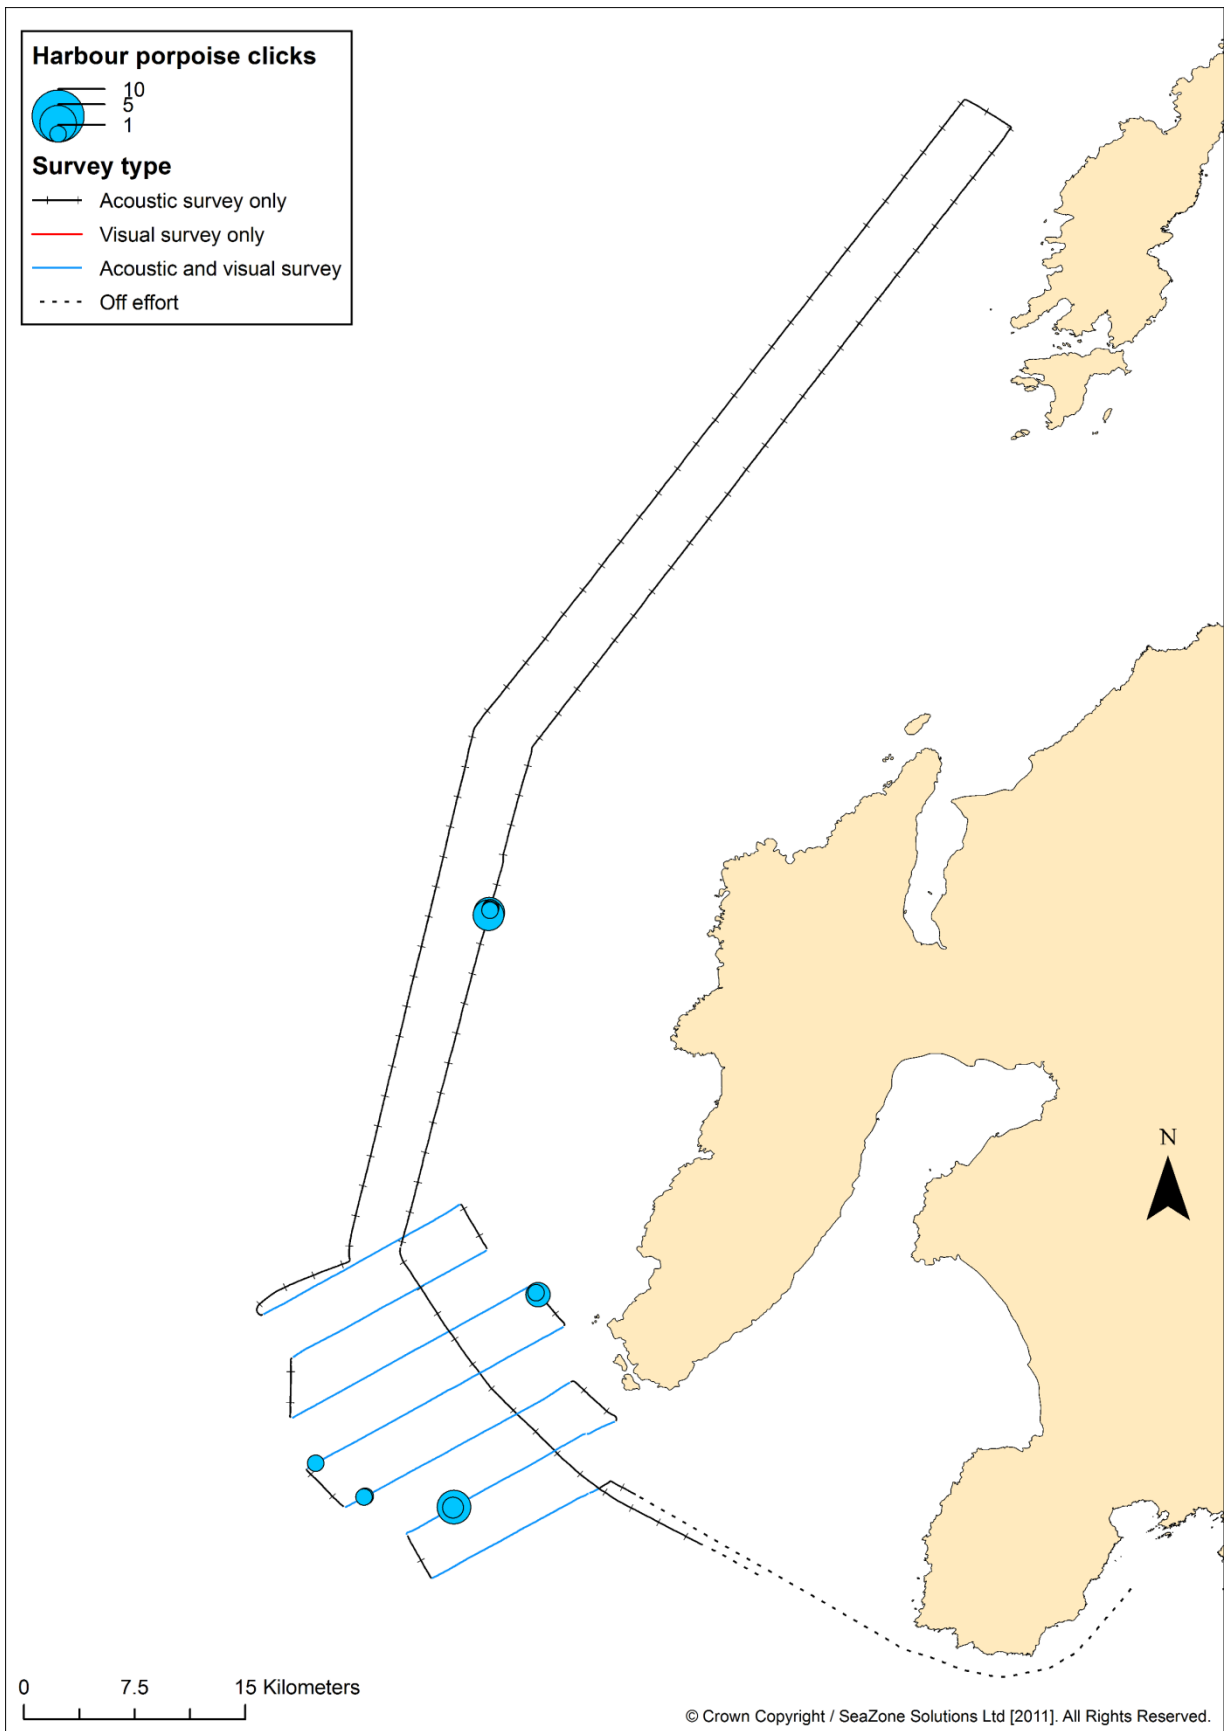 Harbour porpoise clicks
10
5
1
Survey type
Acoustic survey only
Visual survey only
Acoustic and visual survey
Off effort
N
0 7.5 15 Kilometers
© Crown Copyright / SeaZone Solutions Ltd [2011]. All Rights Reserved.